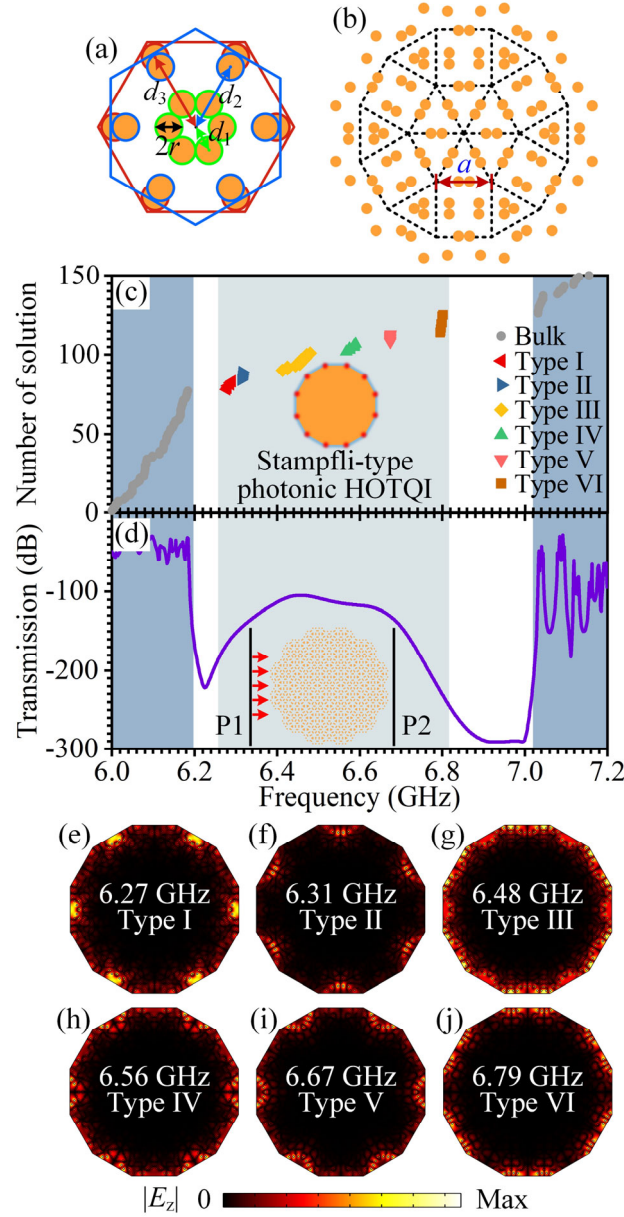 (a)
d3
d2
d1
2r
(b)
a
(c)
150
100
50
0
Number of solution
Bulk
Type I
Type II
Type III
Type IV
Type V
Type VI
Stampfli-type
photonic HOTQI
(d)
-100
-200
-300
Transmission (dB)
P1
P2
6.0 6.2 6.4 6.6 6.8 7.0 7.2
Frequency (GHz)
(e)
6.27 GHz
Type I
(f)
6.31 GHz
Type II
(g)
6.48 GHz
Type III
(h)
6.56 GHz
Type IV
(i)
6.67 GHz
Type V
(j)
6.79 GHz
Type VI
|Ez| 0 Max